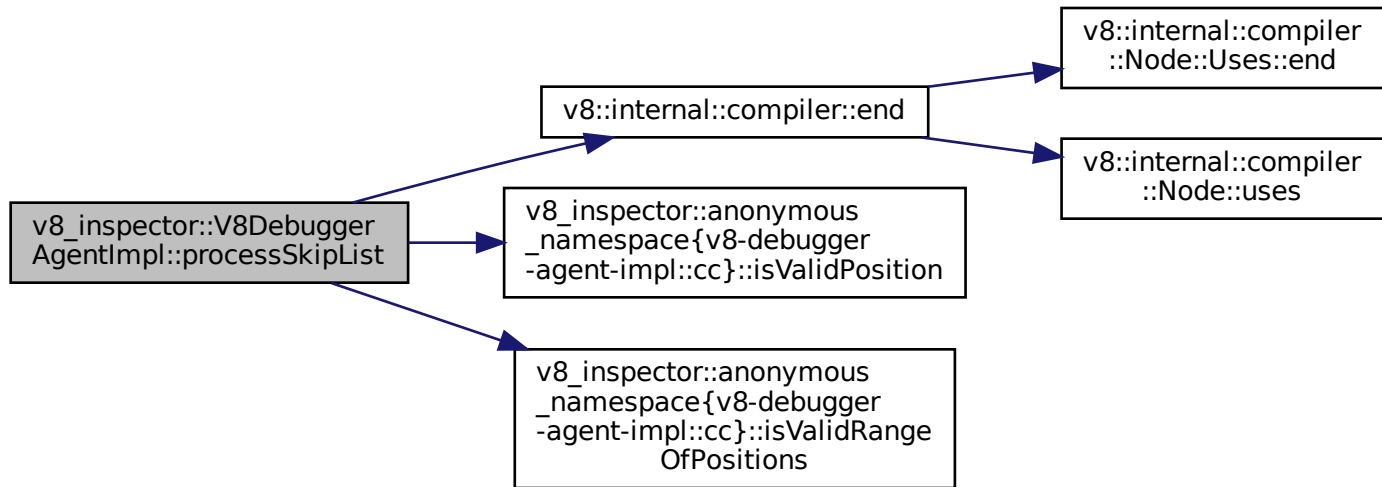 v8_inspector::V8Debugger
AgentImpl::processSkipList
v8::internal::compiler::end
v8::internal::compiler
::Node::Uses::end
v8::internal::compiler
::Node::uses
v8_inspector::anonymous
_namespace{v8-debugger
-agent-impl::cc}::isValidPosition
v8_inspector::anonymous
_namespace{v8-debugger
-agent-impl::cc}::isValidRange
OfPositions